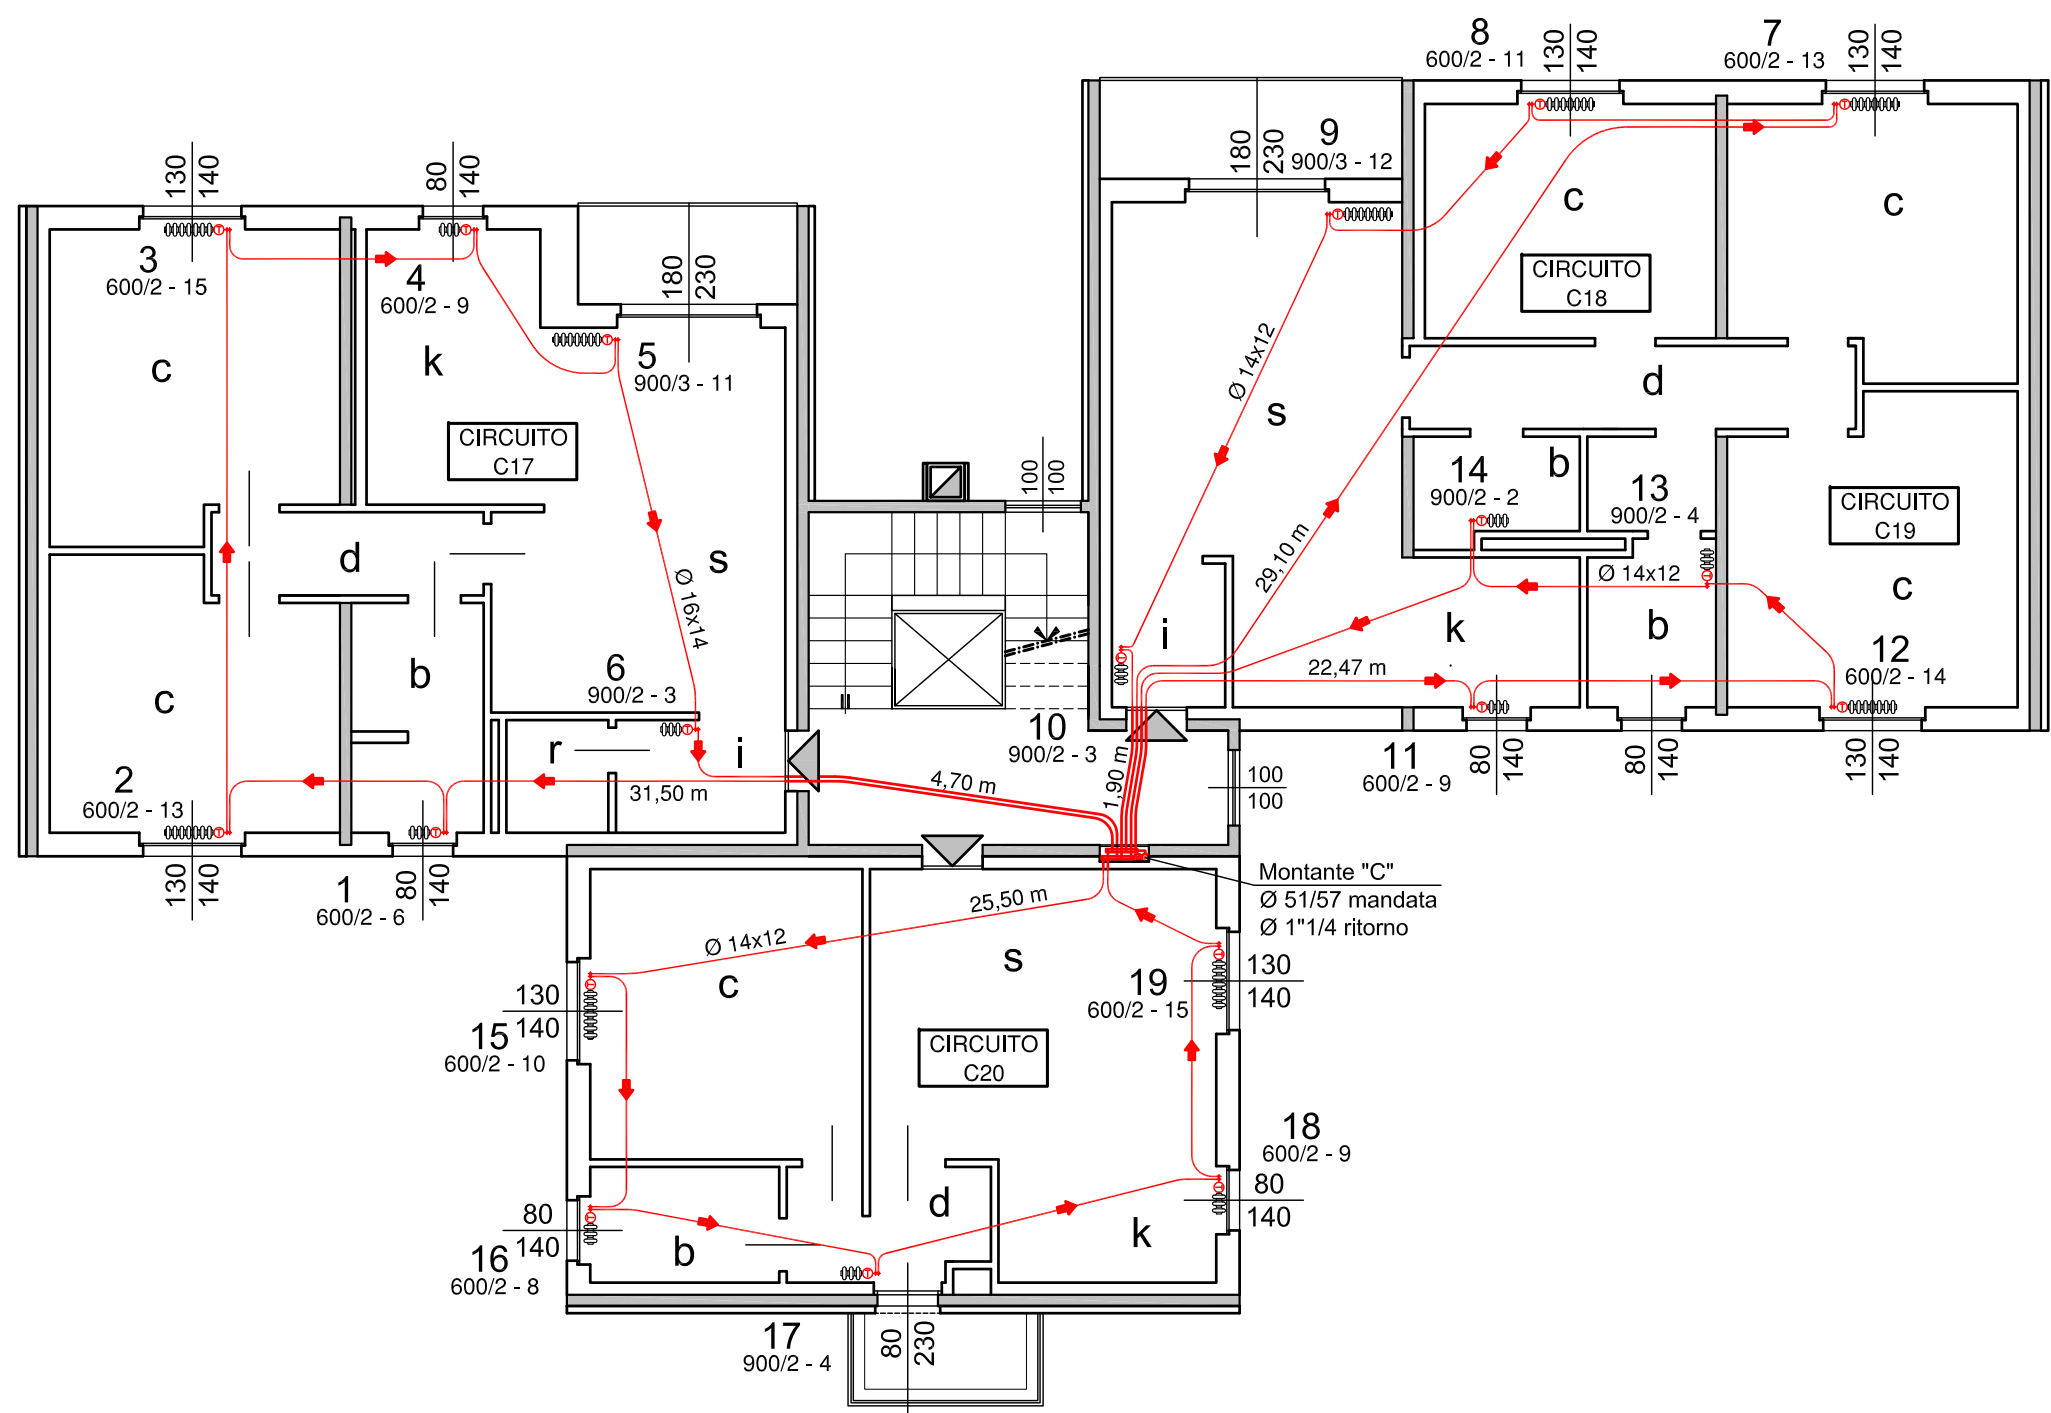 8
600/2 - 11
130
140
7
600/2 - 13
130
140
9
900/3 - 12
180
230
130
140
80
140
3
600/2 - 15
4
600/2 - 9
180
230
5
900/3 - 11
c
k
CIRCUITO
C17
c
c
CIRCUITO
C18
Ø 14x12
s
d
14
900/2 - 2
b
13
900/2 - 4
CIRCUITO
C19
100
100
29,10 m
Ø 14x12
c
d
s
Ø 16x14
i
k
b
c
b
6
900/2 - 3
22,47 m
12
600/2 - 14
r
i
10
900/2 - 3
11
600/2 - 9
80
140
80
140
130
140
2
600/2 - 13
31,50 m
4,70 m
1,90 m
100
100
130
140
1
600/2 - 6
80
140
Montante "C"
Ø 51/57 mandata
Ø 1"1/4 ritorno
25,50 m
Ø 14x12
c
s
130
140
15
600/2 - 10
19
600/2 - 15
130
140
CIRCUITO
C20
18
600/2 - 9
80
140
80
140
16
600/2 - 8
b
d
k
17
900/2 - 4
80
230